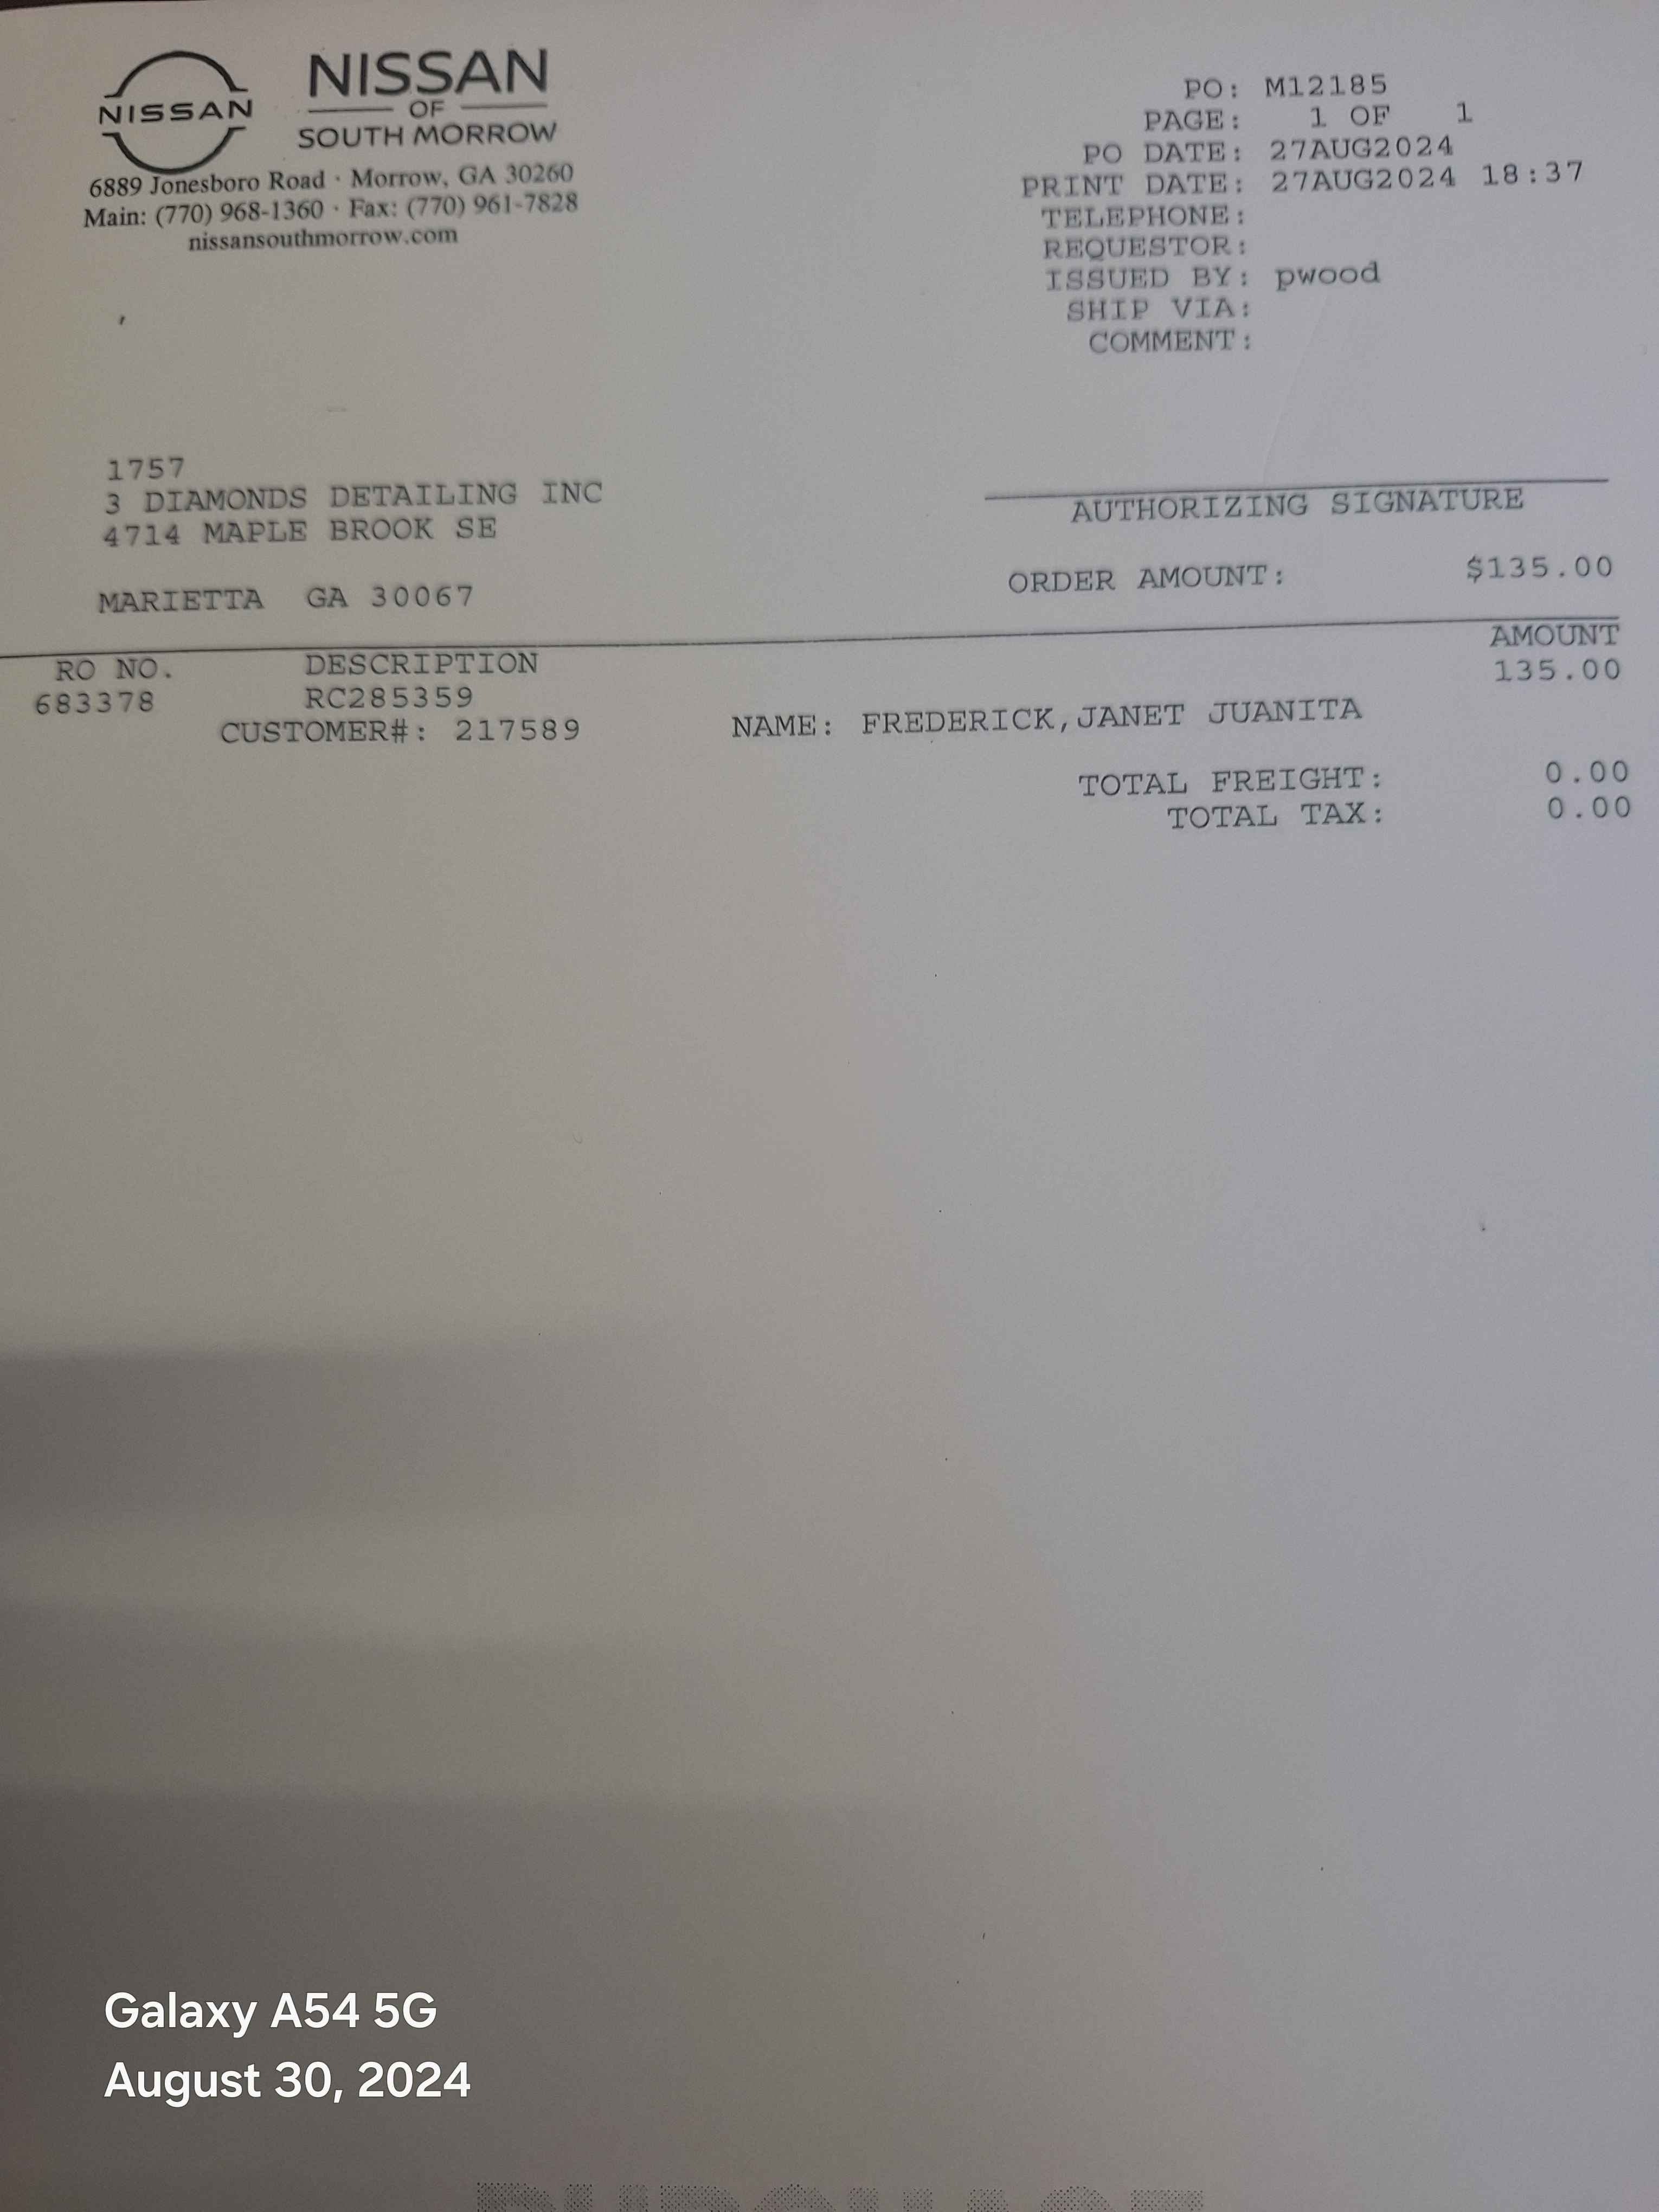 NISSAN
NISSAN
OF
SOUTH MORROW
6889 Jonesboro Road · Morrow, GA 30260
Main: (770) 968-1360 · Fax: (770) 961-7828
nissansouthmorrow.com
PO: M12185
PAGE: 1 OF 1
PO DATE: 27AUG2024
PRINT DATE: 27AUG2024 18:37
TELEPHONE:
REQUESTOR:
ISSUED BY: pwood
SHIP VIA:
COMMENT:
1757
3 DIAMONDS DETAILING INC
4714 MAPLE BROOK SE
MARIETTA GA 30067
AUTHORIZING SIGNATURE
ORDER AMOUNT: $135.00
RO NO. DESCRIPTION AMOUNT
683378 RC285359 135.00
CUSTOMER#: 217589 NAME: FREDERICK,JANET JUANITA
TOTAL FREIGHT: 0.00
TOTAL TAX: 0.00
Galaxy A54 5G
August 30, 2024